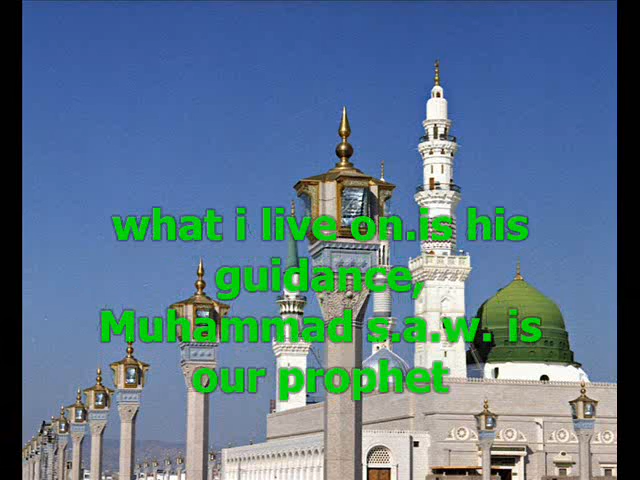 what i live on.is his
guidance,
Muhammad s.a.w. is
our prophet